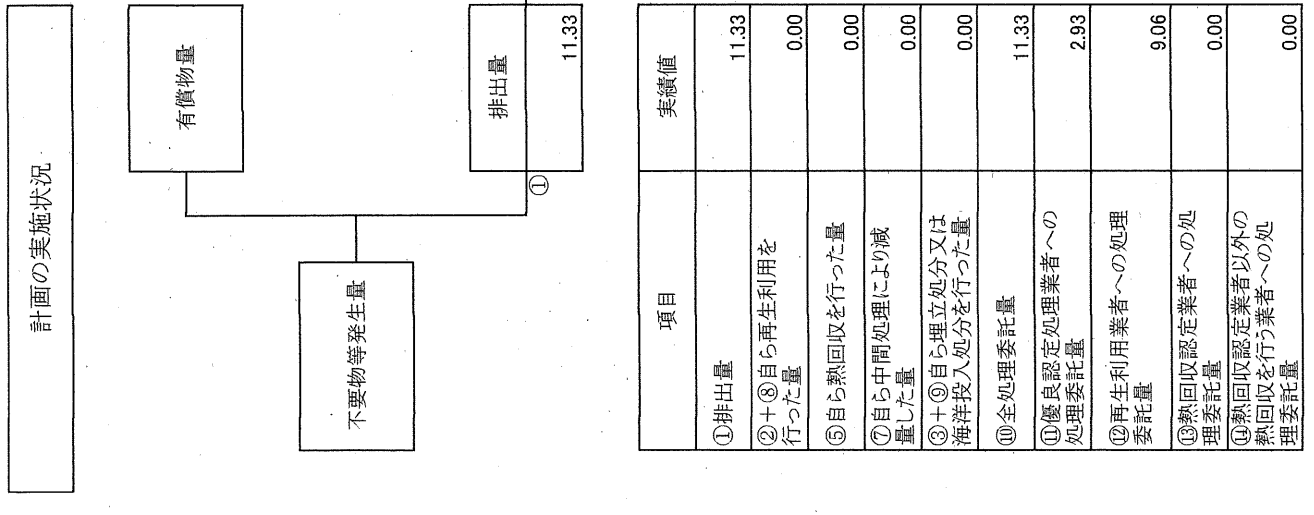 計画の実施状況
有償物量
不要物等発生量
排出量
①
11.33
項目
実績値
①排出量
11.33
②+⑧自ら再生利用を
行った量
0.00
⑤自ら熱回収を行った量
0.00
⑦自ら中間処理により減
量した量
0.00
③+⑨自ら埋立処分又は
海洋投入処分を行った量
0.00
⑩全処理委託量
11.33
⑪優良認定処理業者への
処理委託量
2.93
⑫再生利用業者への処理
委託量
9.06
⑬熱回収認定業者への処
理委託量
0.00
⑭熱回収認定業者以外の
熱回収を行う業者への処
理委託量
0.00